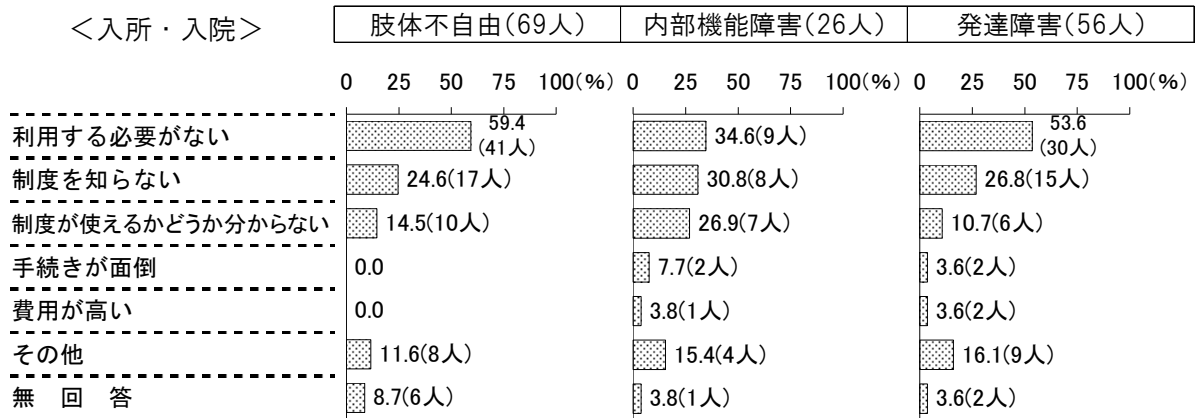 ＜入所・入院＞ 肢体不自由(69人) 内部機能障害(26人) 発達障害(56人)
0 25 50 75 100(%) 0 25 50 75 100(%) 0 25 50 75 100(%)
利用する必要がない 59.4(41人) 34.6(9人) 53.6(30人)
制度を知らない 24.6(17人) 30.8(8人) 26.8(15人)
制度が使えるかどうか分からない 14.5(10人) 26.9(7人) 10.7(6人)
手続きが面倒 0.0 7.7(2人) 3.6(2人)
費用が高い 0.0 3.8(1人) 3.6(2人)
その他 11.6(8人) 15.4(4人) 16.1(9人)
無　回　答 8.7(6人) 3.8(1人) 3.6(2人)